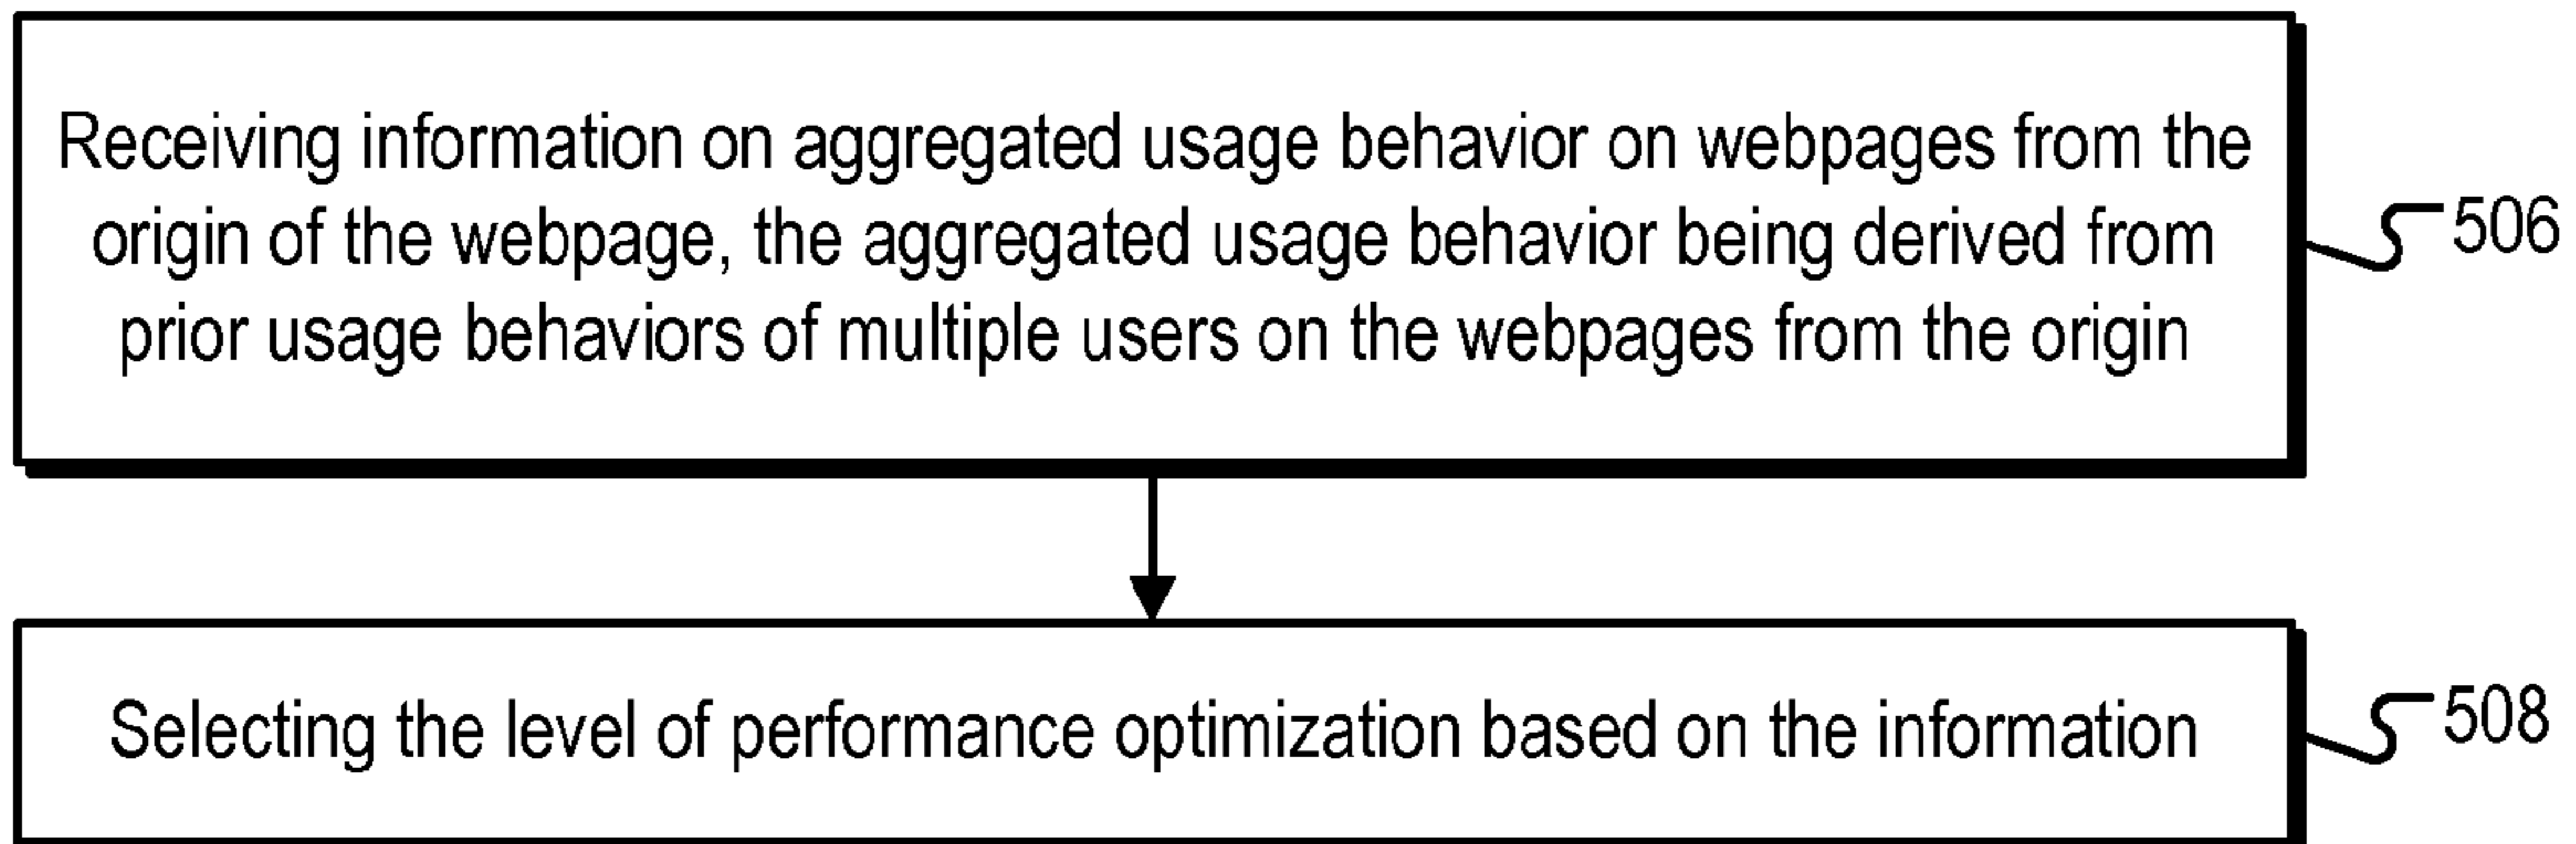 Receiving information on aggregated usage behavior on webpages from the
origin of the webpage, the aggregated usage behavior being derived from
prior usage behaviors of multiple users on the webpages from the origin
506
Selecting the level of performance optimization based on the information
508